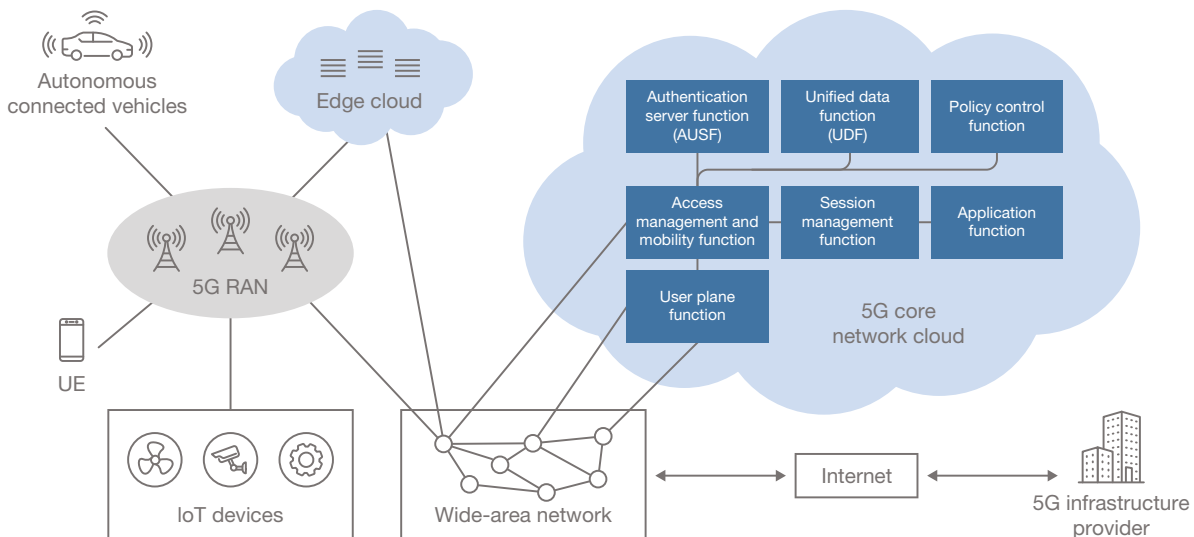 Autonomous
connected vehicles
Edge cloud
Authentication
server function
(AUSF)
Unified data
function
(UDF)
Policy control
function
Access
management and
mobility function
Session
management
function
Application
function
5G RAN
User plane
function
5G core
network cloud
UE
IoT devices
Wide-area network
Internet
5G infrastructure
provider